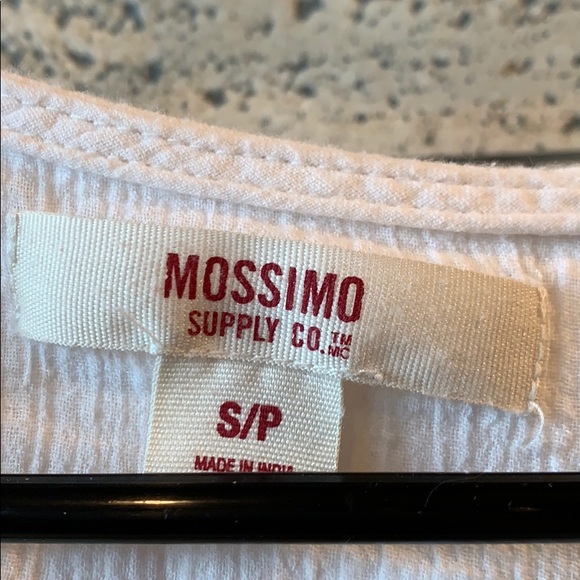 MOSSIMO
SUPPLY CO.™ MC
S/P
MADE IN INDIA